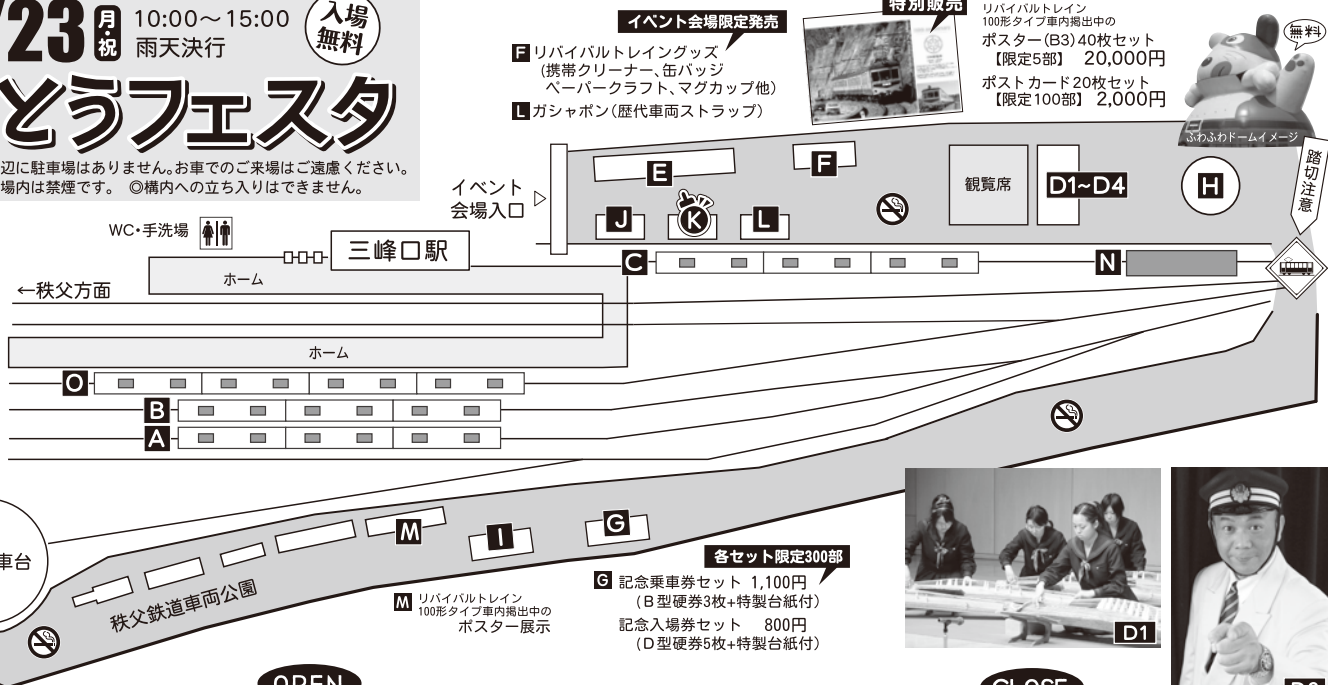 /23 月・祝 10:00～15:00
雨天決行
入場
無料
とうフェスタ
辺に駐車場はありません。お車でのご来場はご遠慮ください。
場内は禁煙です。 ◎構内への立ち入りはできません。
イベント会場限定発売
F リバイバルトレイングッズ
(携帯クリーナー、缶バッジ
ペーパークラフト、マグカップ他)
L ガシャポン(歴代車両ストラップ)
特別販売
リバイバルトレイン
100形タイプ車内掲出中の
ポスター(B3)40枚セット
【限定5部】 20,000円
ポストカード20枚セット
【限定100部】 2,000円
無料
ふわふわドームイメージ
踏切注意
イベント
会場入口
E
F
J
K
L
観覧席
D1~D4
H
WC・手洗場
三峰口駅
C
N
ホーム
←秩父方面
ホーム
O
B
A
車台
M
I
G
秩父鉄道車両公園
M リバイバルトレイン
100形タイプ車内掲出中の
ポスター展示
各セット限定300部
G 記念乗車券セット 1,100円
(B型硬券3枚+特製台紙付)
記念入場券セット 800円
(D型硬券5枚+特製台紙付)
D1
OPEN
CLOSE